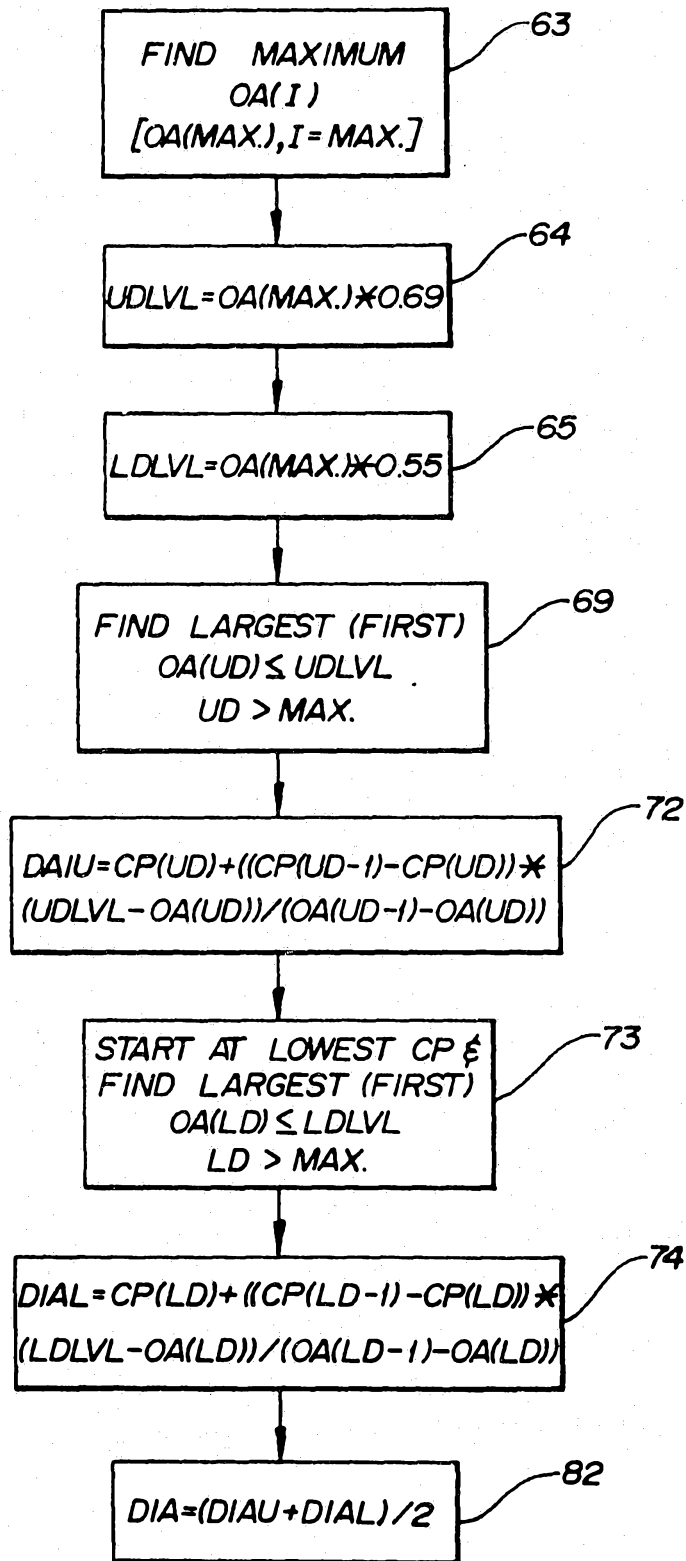 FIND MAXIMUM
OA(I)
[OA(MAX.), I=MAX.]
63
UDLVL=OA(MAX.)*0.69
64
LDLVL=OA(MAX.)*0.55
65
FIND LARGEST (FIRST)
OA(UD)≤UDLVL
UD > MAX.
69
DAIU=CP(UD)+((CP(UD-1)-CP(UD))*
(UDLVL-OA(UD))/(OA(UD-1)-OA(UD))
72
START AT LOWEST CP &
FIND LARGEST (FIRST)
OA(LD)≤LDLVL
LD > MAX.
73
DIAL=CP(LD)+((CP(LD-1)-CP(LD))*
(LDLVL-OA(LD))/(OA(LD-1)-OA(LD))
74
DIA=(DIAU+DIAL)/2
82